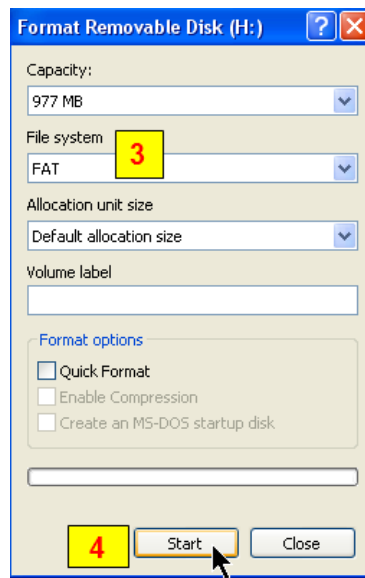 Format Removable Disk (H:)
Capacity:
977 MB
File system
3
FAT
Allocation unit size
Default allocation size
Volume label
Format options
Quick Format
Enable Compression
Create an MS-DOS startup disk
4
Start
Close